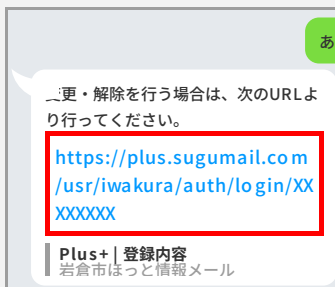 あ
変更・解除を行う場合は、次のURLよ
り行ってください。
https://plus.sugumail.com
/usr/iwakura/auth/login/XX
XXXXXX
Plus+ | 登録内容
岩倉市ほっと情報メール